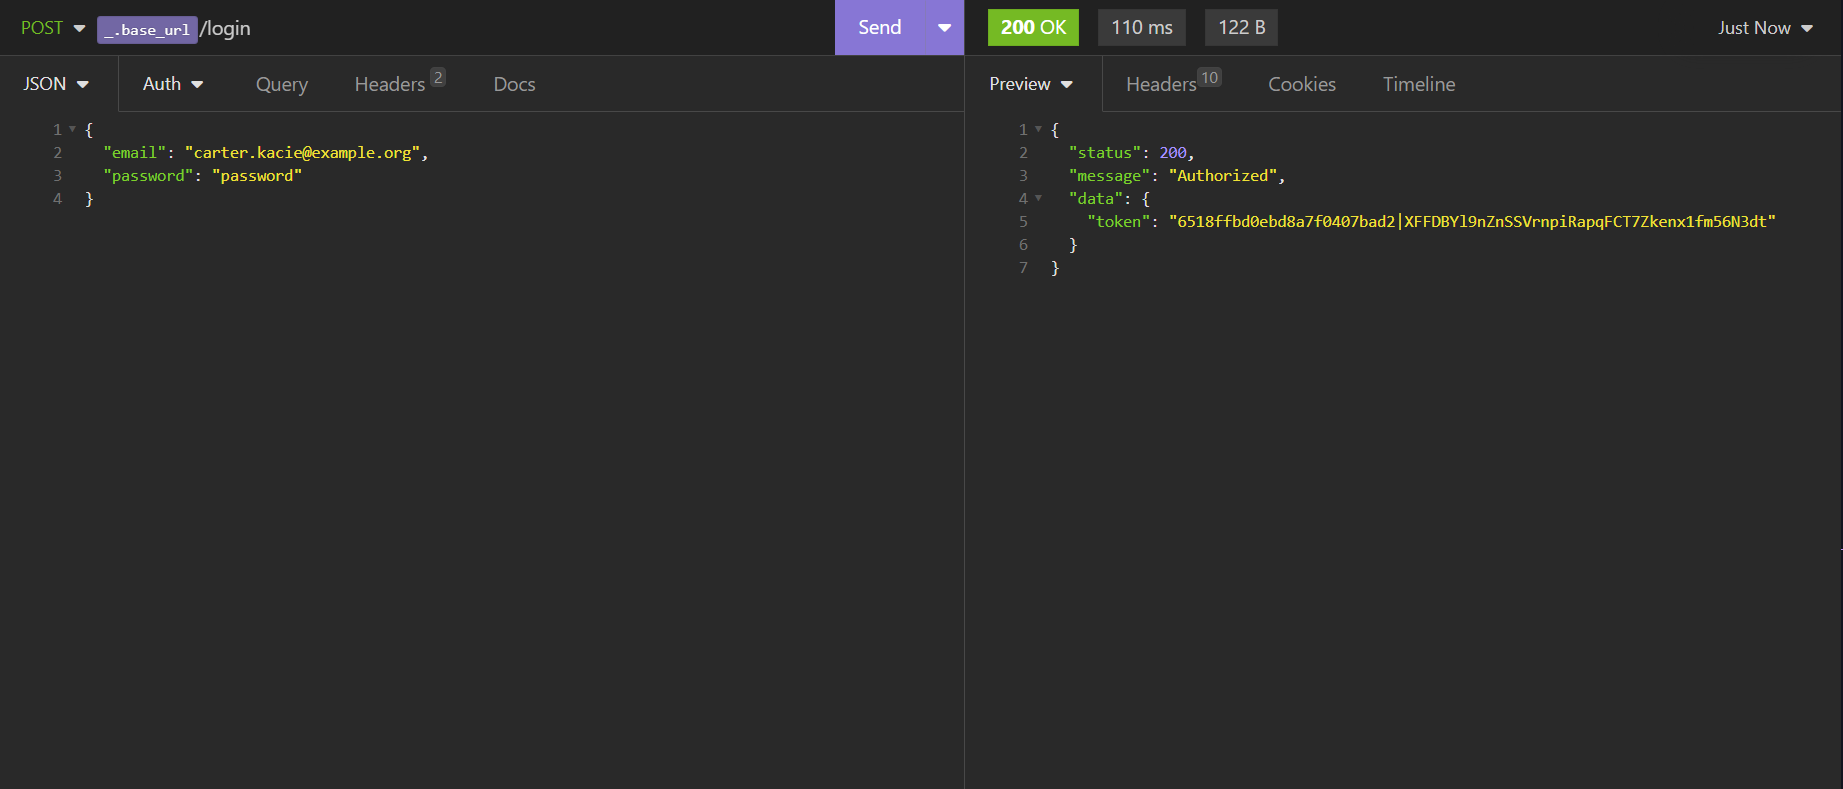 POST _.base_url/login Send
200 OK 110 ms 122 B Just Now
JSON Auth Query Headers 2 Docs
1 {
2 "email": "carter.kacie@example.org",
3 "password": "password"
4 }
Preview Headers 10 Cookies Timeline
1 {
2 "status": 200,
3 "message": "Authorized",
4 "data": {
5 "token": "6518ffbd0ebd8a7f0407bad2|XFFDBYl9nZnSSVrnpiRapqFCT7Zkenx1fm56N3dt"
6 }
7 }